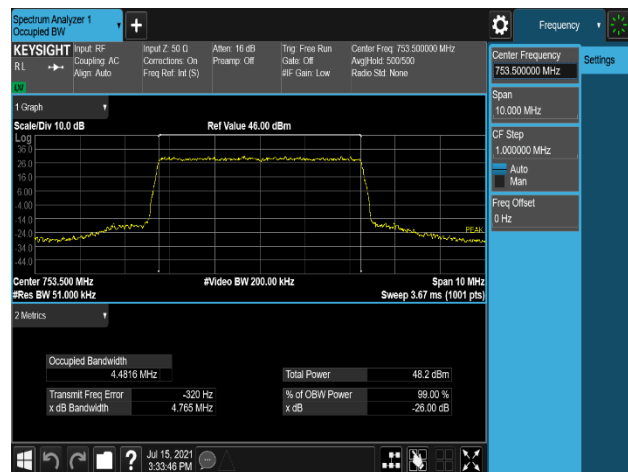 Spectrum Analyzer 1
Occupied BW
Frequency
KEYSIGHT
Input: RF
Coupling: AC
Align: Auto
Input Z: 50 Ω
Corrections: On
Freq Ref: Int (S)
Atten: 16 dB
Preamp: Off
Trig: Free Run
Gate: Off
#IF Gain: Low
Center Freq: 753.500000 MHz
Avg|Hold: 500/500
Radio Std: None
R L
Center Frequency
753.500000 MHz
Settings
Span
10.000 MHz
CF Step
1.000000 MHz
Auto
Man
Freq Offset
0 Hz
1 Graph
Scale/Div 10.0 dB
Ref Value 46.00 dBm
Log
36.0
26.0
16.0
6.00
-4.00
-14.0
-24.0
-34.0
-44.0
PEAK
Center 753.500 MHz
#Video BW 200.00 kHz
Span 10 MHz
#Res BW 51.000 kHz
Sweep 3.67 ms (1001 pts)
2 Metrics
Occupied Bandwidth
4.4816 MHz
Total Power
48.2 dBm
Transmit Freq Error
-320 Hz
% of OBW Power
99.00 %
x dB Bandwidth
4.765 MHz
x dB
-26.00 dB
?
Jul 15, 2021
3:33:46 PM